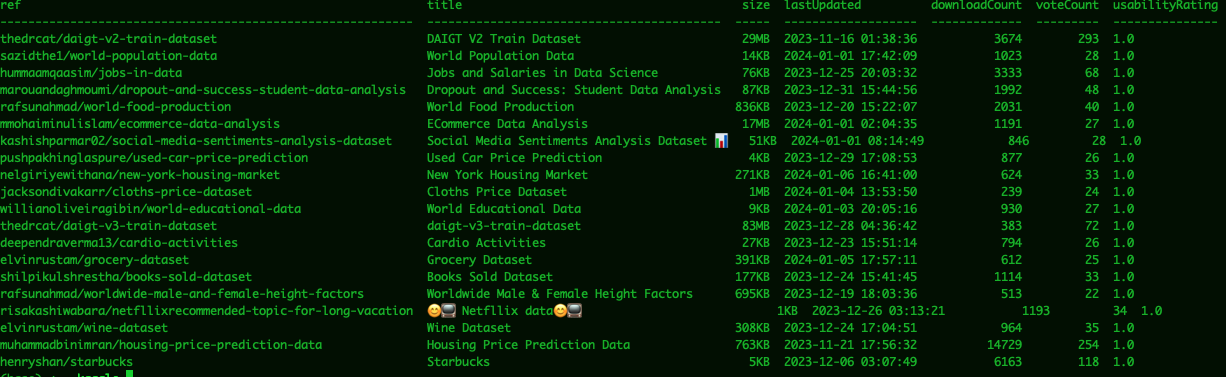 ref title size lastUpdated downloadCount voteCount usabilityRating
---------------------------------------------------- ------------------------------------- ----- ------------------- ------------- --------- ---------------
thedrcat/daigt-v2-train-dataset DAIGT V2 Train Dataset 29MB 2023-11-16 01:38:36 3674 293 1.0
sazidthe1/world-population-data World Population Data 14KB 2024-01-01 17:42:09 1023 28 1.0
hummaamqaasim/jobs-in-data Jobs and Salaries in Data Science 76KB 2023-12-25 20:03:32 3333 68 1.0
marouandaghmoumi/dropout-and-success-student-data-analysis Dropout and Success: Student Data Analysis 87KB 2023-12-31 15:44:56 1992 48 1.0
rafsunahmad/world-food-production World Food Production 836KB 2023-12-20 15:22:07 2031 40 1.0
mmohaiminulislam/ecommerce-data-analysis ECommerce Data Analysis 17MB 2024-01-01 02:04:35 1191 27 1.0
kashishparmar02/social-media-sentiments-analysis-dataset Social Media Sentiments Analysis Dataset 📊 51KB 2024-01-01 08:14:49 846 28 1.0
pushpakhinglaspure/used-car-price-prediction Used Car Price Prediction 4KB 2023-12-29 17:08:53 877 26 1.0
nelgiriyewithana/new-york-housing-market New York Housing Market 271KB 2024-01-06 16:41:00 624 33 1.0
jacksondivakarr/cloths-price-dataset Cloths Price Dataset 1MB 2024-01-04 13:53:50 239 24 1.0
willianoliveiragibin/world-educational-data World Educational Data 9KB 2024-01-03 20:05:16 930 27 1.0
thedrcat/daigt-v3-train-dataset daigt-v3-train-dataset 83MB 2023-12-28 04:36:42 383 72 1.0
deependraverma13/cardio-activities Cardio Activities 27KB 2023-12-23 15:51:14 794 26 1.0
elvinrustam/grocery-dataset Grocery Dataset 391KB 2024-01-05 17:57:11 612 25 1.0
shilpikulshrestha/books-sold-dataset Books Sold Dataset 177KB 2023-12-24 15:41:45 1114 33 1.0
rafsunahmad/worldwide-male-and-female-height-factors Worldwide Male & Female Height Factors 695KB 2023-12-19 18:03:36 513 22 1.0
risakashiwabara/netfllixrecommended-topic-for-long-vacation 😊📺 Netfllix data😊📺 1KB 2023-12-26 03:13:21 1193 34 1.0
elvinrustam/wine-dataset Wine Dataset 308KB 2023-12-24 17:04:51 964 35 1.0
muhammadbinimran/housing-price-prediction-data Housing Price Prediction Data 763KB 2023-11-21 17:56:32 14729 254 1.0
henryshan/starbucks Starbucks 5KB 2023-12-06 03:07:49 6163 118 1.0